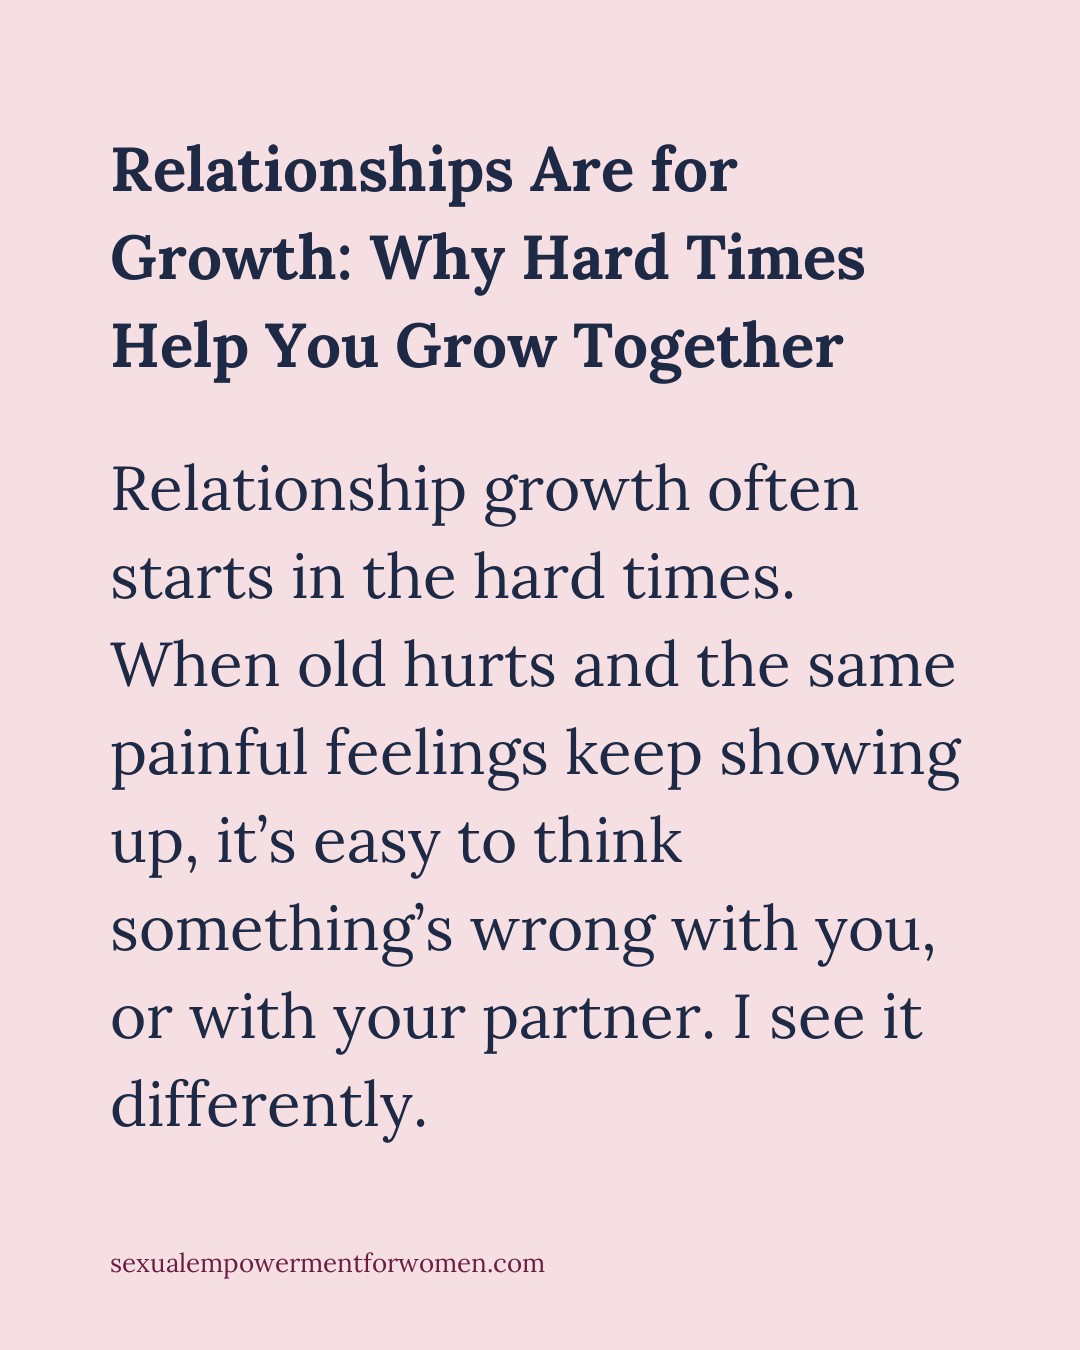 Relationships Are for
Growth: Why Hard Times
Help You Grow Together
Relationship growth often
starts in the hard times.
When old hurts and the same
painful feelings keep showing
up, it’s easy to think
something’s wrong with you,
or with your partner. I see it
differently.
sexualempowermentforwomen.com